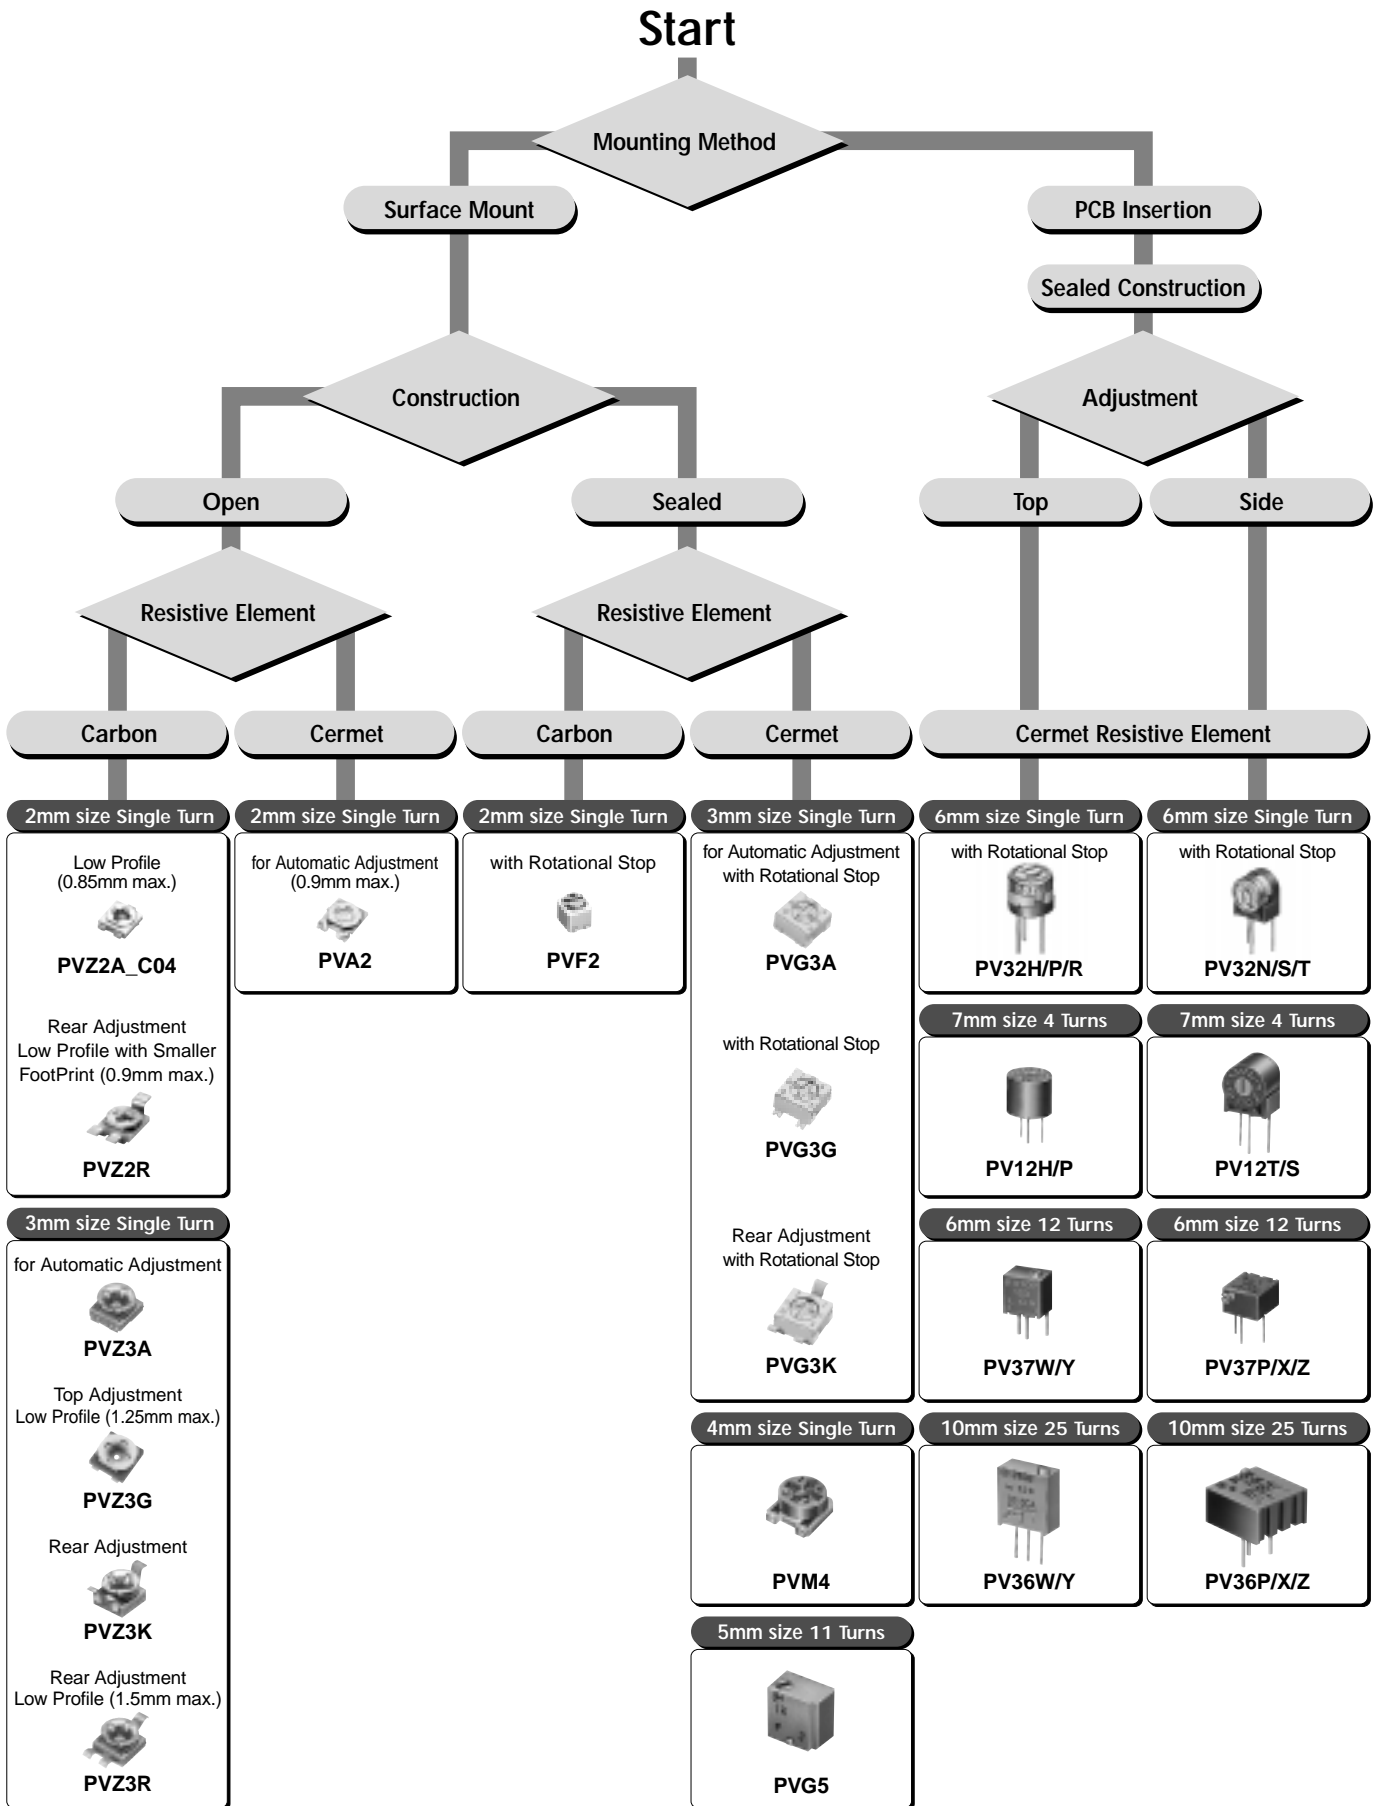 Start
Mounting Method
Surface Mount
PCB Insertion
Sealed Construction
Construction
Adjustment
Open
Sealed
Top
Side
Resistive Element
Resistive Element
Carbon
Cermet
Carbon
Cermet
Cermet Resistive Element
2mm size Single Turn
Low Profile
(0.85mm max.)
PVZ2A_C04
Rear Adjustment
Low Profile with Smaller
FootPrint (0.9mm max.)
PVZ2R
3mm size Single Turn
for Automatic Adjustment
PVZ3A
Top Adjustment
Low Profile (1.25mm max.)
PVZ3G
Rear Adjustment
PVZ3K
Rear Adjustment
Low Profile (1.5mm max.)
PVZ3R
2mm size Single Turn
for Automatic Adjustment
(0.9mm max.)
PVA2
2mm size Single Turn
with Rotational Stop
PVF2
3mm size Single Turn
for Automatic Adjustment
with Rotational Stop
PVG3A
with Rotational Stop
PVG3G
Rear Adjustment
with Rotational Stop
PVG3K
4mm size Single Turn
PVM4
5mm size 11 Turns
PVG5
6mm size Single Turn
with Rotational Stop
PV32H/P/R
7mm size 4 Turns
PV12H/P
6mm size 12 Turns
PV37W/Y
10mm size 25 Turns
PV36W/Y
6mm size Single Turn
with Rotational Stop
PV32N/S/T
7mm size 4 Turns
PV12T/S
6mm size 12 Turns
PV37P/X/Z
10mm size 25 Turns
PV36P/X/Z